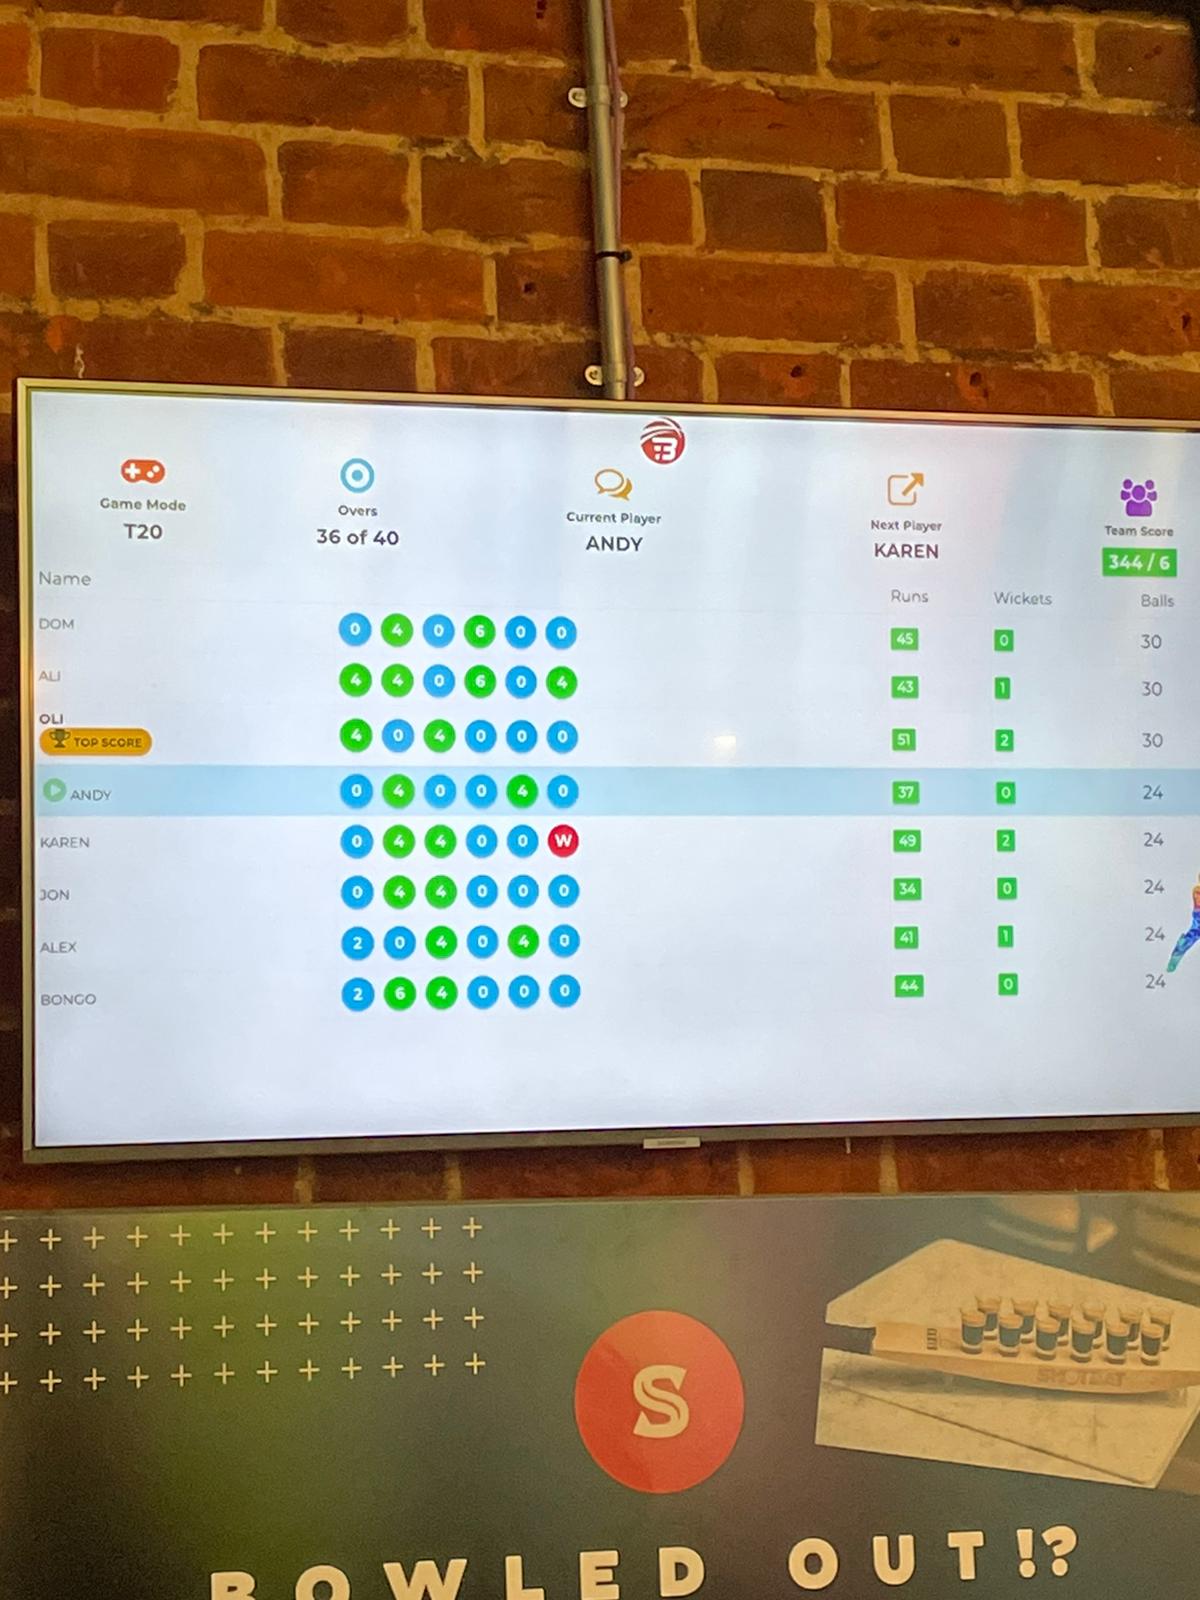 Game Mode
T20
Overs
36 of 40
Current Player
ANDY
Next Player
KAREN
Team Score
344 / 6
Name Runs Wickets Balls
DOM 0 4 0 6 0 0 45 0 30
ALI 4 4 0 6 0 4 43 1 30
OLI
TOP SCORE 4 0 4 0 0 0 51 2 30
ANDY 0 4 0 0 4 0 37 0 24
KAREN 0 4 4 0 0 W 49 2 24
JON 0 4 4 0 0 0 34 0 24
ALEX 2 0 4 0 4 0 41 1 24
BONGO 2 6 4 0 0 0 44 0 24
S
BOWLED OUT!?